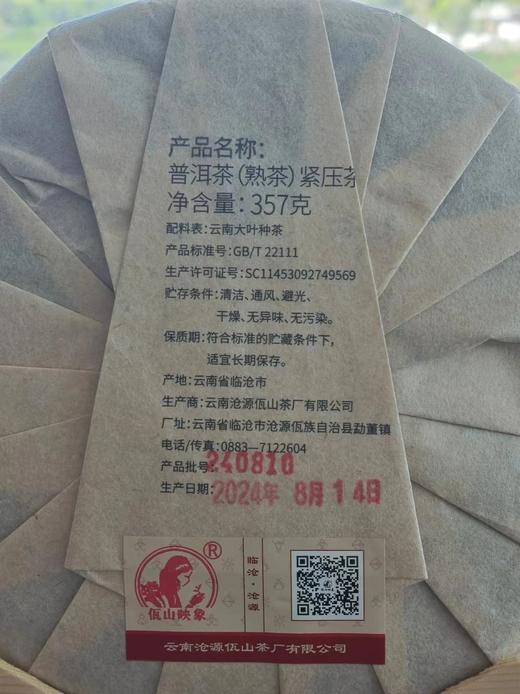 产品名称：
普洱茶（熟茶）紧压茶
净含量：357克
配料表：云南大叶种茶
产品标准号：GB/T 22111
生产许可证号：SC11453092749569
贮存条件：清洁、通风、避光、
干燥、无异味、无污染。
保质期：符合标准的贮藏条件下，
适宜长期保存。
产地：云南省临沧市
生产商：云南沧源佤山茶厂有限公司
厂址：云南省临沧市沧源佤族自治县勐董镇
电话/传真：0883—7122604
产品批号：240810
生产日期：2024年 8月14日
®
佤山映象
临沧·沧源
云南沧源佤山茶厂有限公司